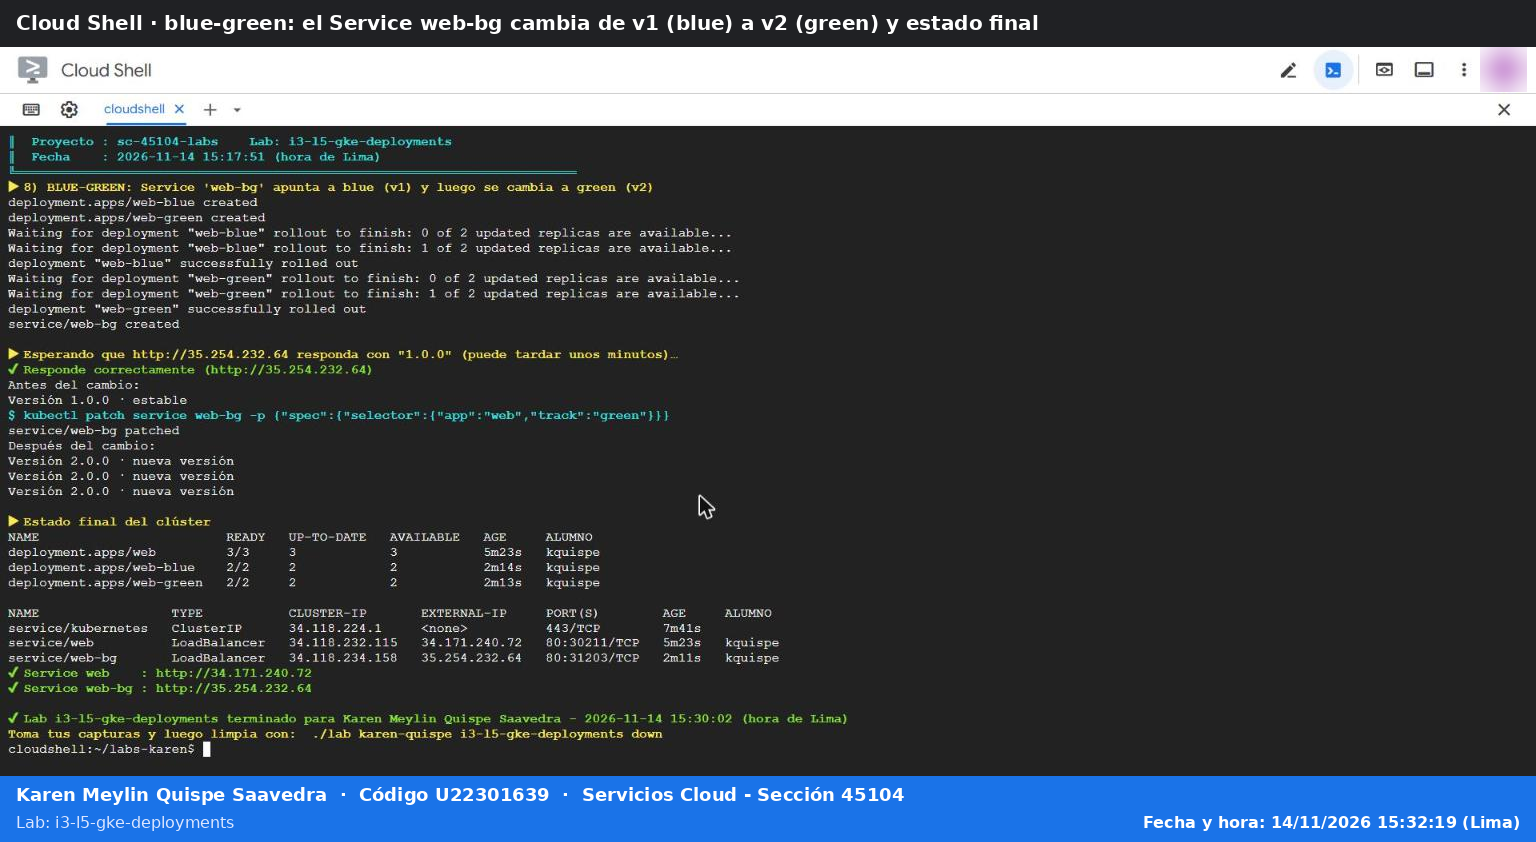 Cloud Shell · blue-green: el Service web-bg cambia de v1 (blue) a v2 (green) y estado final
Cloud Shell
cloudshell
Proyecto : sc-45104-labs    Lab: i3-l5-gke-deployments
Fecha    : 2026-11-14 15:17:51 (hora de Lima)
▶ 8) BLUE-GREEN: Service 'web-bg' apunta a blue (v1) y luego se cambia a green (v2)
deployment.apps/web-blue created
deployment.apps/web-green created
Waiting for deployment "web-blue" rollout to finish: 0 of 2 updated replicas are available...
Waiting for deployment "web-blue" rollout to finish: 1 of 2 updated replicas are available...
deployment "web-blue" successfully rolled out
Waiting for deployment "web-green" rollout to finish: 0 of 2 updated replicas are available...
Waiting for deployment "web-green" rollout to finish: 1 of 2 updated replicas are available...
deployment "web-green" successfully rolled out
service/web-bg created
▶ Esperando que http://35.254.232.64 responda con "1.0.0" (puede tardar unos minutos)…
✔ Responde correctamente (http://35.254.232.64)
Antes del cambio:
Versión 1.0.0 · estable
$ kubectl patch service web-bg -p {"spec":{"selector":{"app":"web","track":"green"}}}
service/web-bg patched
Después del cambio:
Versión 2.0.0 · nueva versión
Versión 2.0.0 · nueva versión
Versión 2.0.0 · nueva versión
▶ Estado final del clúster
NAME                        READY   UP-TO-DATE   AVAILABLE   AGE     ALUMNO
deployment.apps/web         3/3     3            3           5m23s   kquispe
deployment.apps/web-blue    2/2     2            2           2m14s   kquispe
deployment.apps/web-green   2/2     2            2           2m13s   kquispe
NAME                 TYPE           CLUSTER-IP       EXTERNAL-IP     PORT(S)        AGE     ALUMNO
service/kubernetes   ClusterIP      34.118.224.1     <none>          443/TCP        7m41s
service/web          LoadBalancer   34.118.232.115   34.171.240.72   80:30211/TCP   5m23s   kquispe
service/web-bg       LoadBalancer   34.118.234.158   35.254.232.64   80:31203/TCP   2m11s   kquispe
✔ Service web    : http://34.171.240.72
✔ Service web-bg : http://35.254.232.64
✔ Lab i3-l5-gke-deployments terminado para Karen Meylin Quispe Saavedra - 2026-11-14 15:30:02 (hora de Lima)
Toma tus capturas y luego limpia con:  ./lab karen-quispe i3-l5-gke-deployments down
cloudshell:~/labs-karen$
Karen Meylin Quispe Saavedra · Código U22301639 · Servicios Cloud - Sección 45104
Lab: i3-l5-gke-deployments
Fecha y hora: 14/11/2026 15:32:19 (Lima)